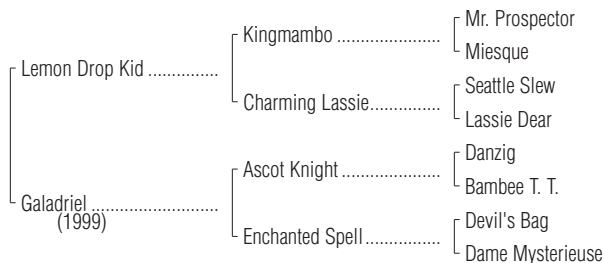 Mr. Prospector
Kingmambo ......................
Miesque
Lemon Drop Kid ...............
Seattle Slew
Charming Lassie...............
Lassie Dear
Danzig
Ascot Knight .....................
Bambee T. T.
Galadriel ...........................
(1999)
Devil's Bag
Enchanted Spell................
Dame Mysterieuse